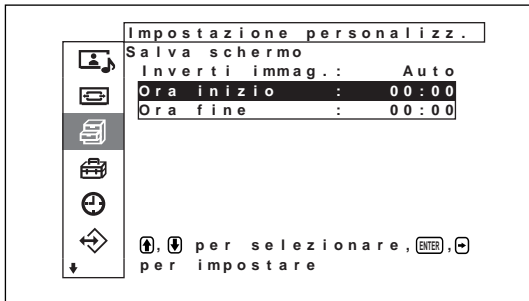 Impostazione personalizz.
Salva schermo
Inverti immag.: Auto
Ora inizio : 00:00
Ora fine : 00:00
, per selezionare, ENTER ,
per impostare